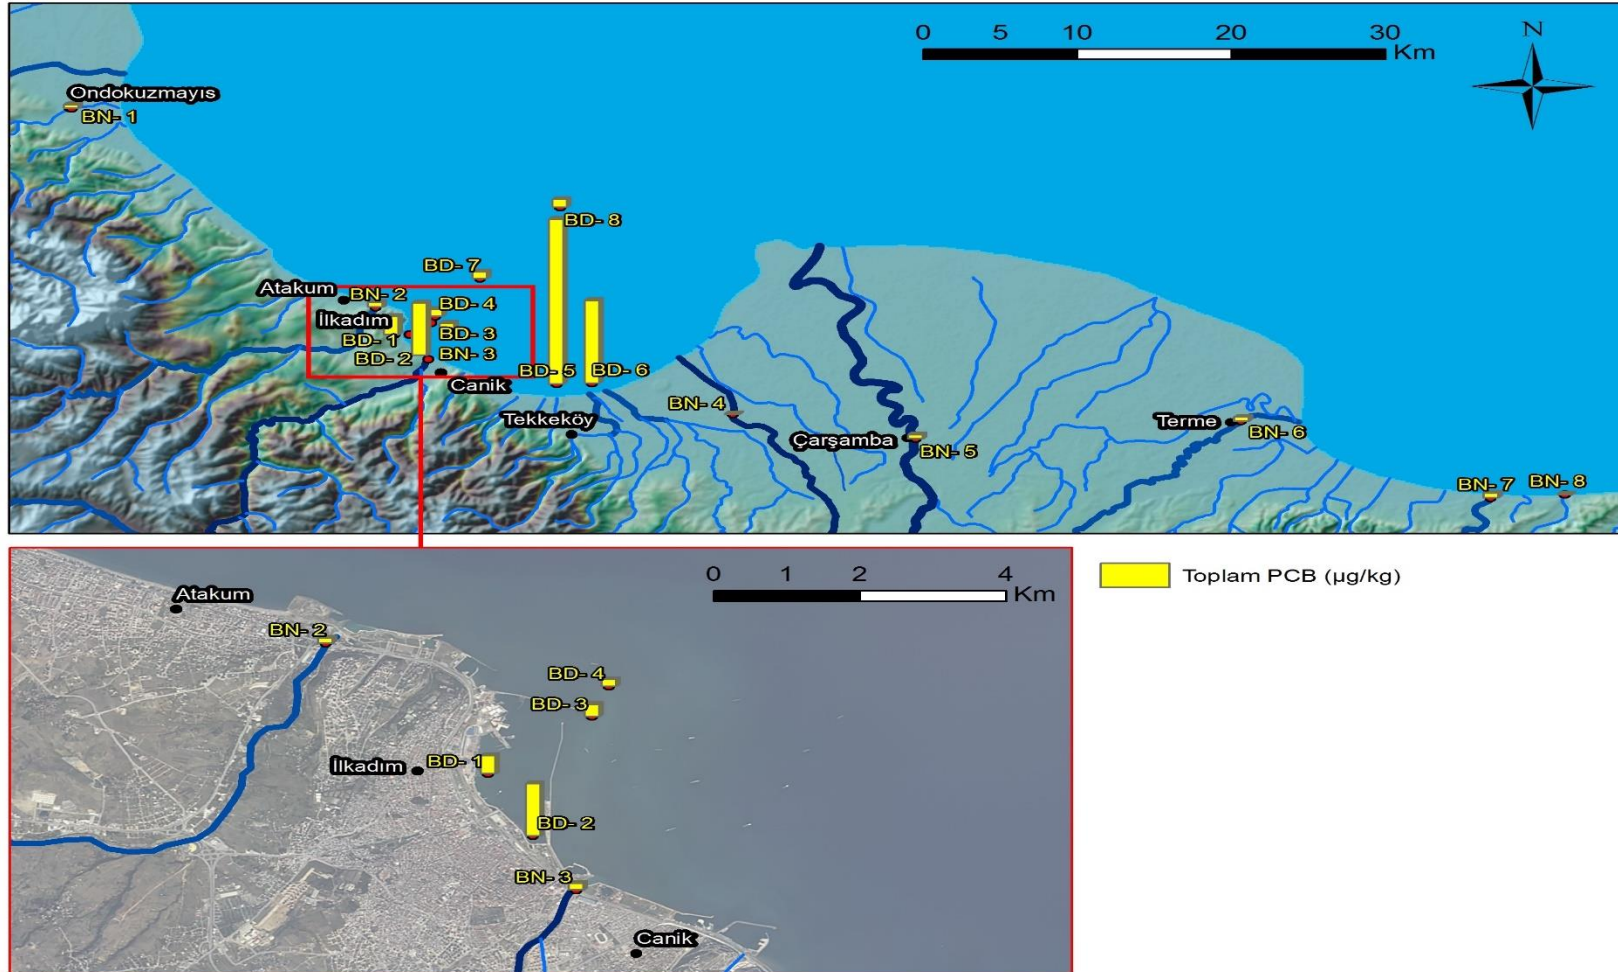 0 5 10 20 30
Km
N
Ondokuzmayıs
BN- 1
BD- 8
BD- 7
Atakum
BN- 2
BD- 4
İlkadım
BD- 1
BD- 3
BD- 2
BN- 3
BD- 5
BD- 6
Canik
BN- 4
Tekkeköy
Çarşamba
BN- 5
Terme
BN- 6
BN- 7
BN- 8
0 1 2 4
Km
Toplam PCB (µg/kg)
Atakum
BN- 2
BD- 4
BD- 3
İlkadım
BD- 1
BD- 2
BN- 3
Canik